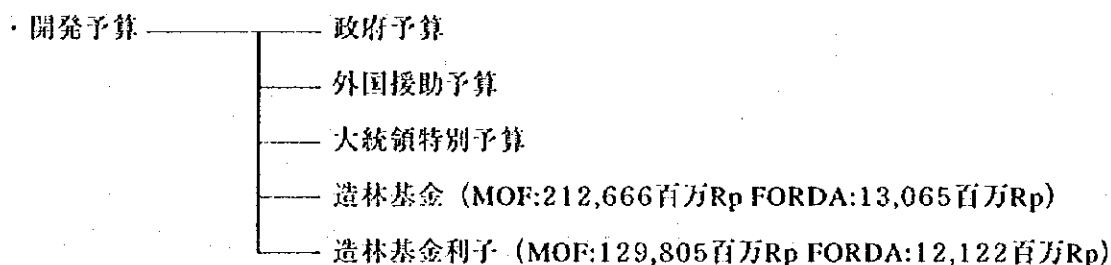 ・開発予算 政府予算
外国援助予算
大統領特別予算
造林基金（MOF:212,666百万Rp FORDA:13,065百万Rp）
造林基金利子（MOF:129,805百万Rp FORDA:12,122百万Rp）